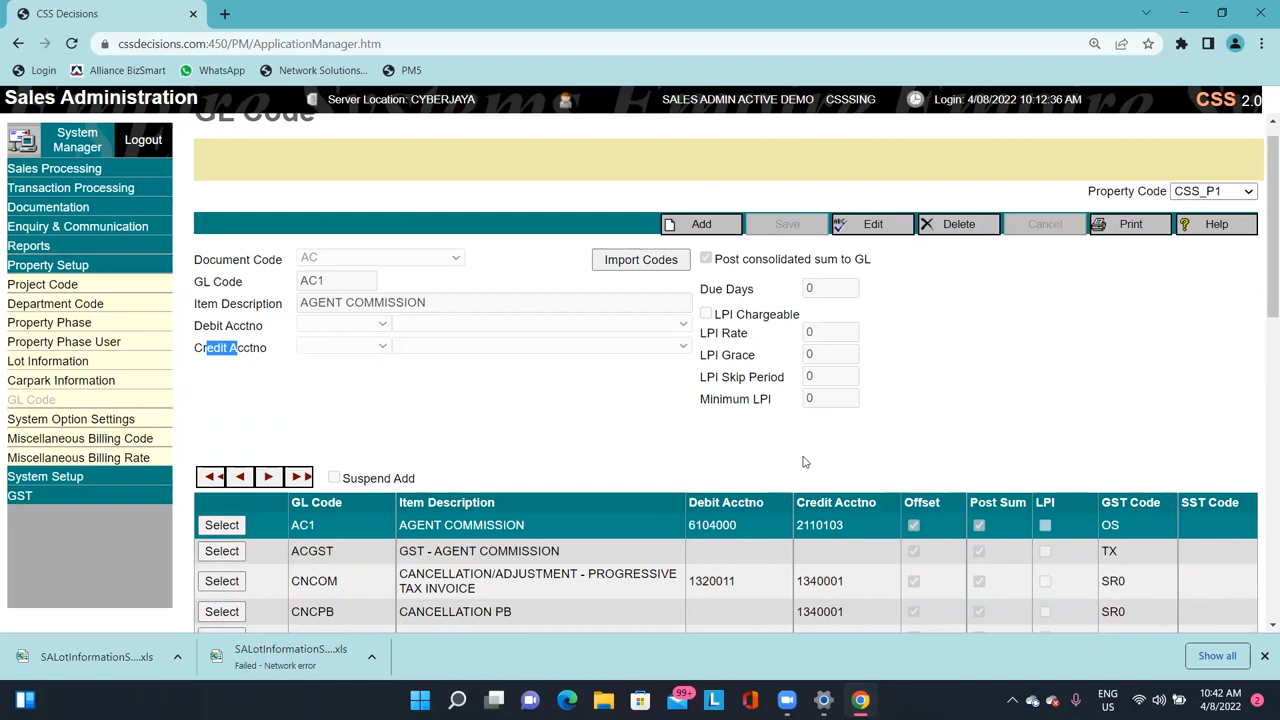 CSS Decisions
cssdecisions.com:450/PM/ApplicationManager.htm
Login Alliance BizSmart WhatsApp Network Solutions... PM5
Sales Administration Server Location: CYBERJAYA SALES ADMIN ACTIVE DEMO CSSSING Login: 4/08/2022 10:12:36 AM CSS 2.0
GL Code
System Manager
Logout
Sales Processing
Transaction Processing
Documentation
Enquiry & Communication
Reports
Property Setup
Project Code
Department Code
Property Phase
Property Phase User
Lot Information
Carpark Information
GL Code
System Option Settings
Miscellaneous Billing Code
Miscellaneous Billing Rate
System Setup
GST
Property Code CSS_P1
Add Save Edit Delete Cancel Print Help
Document Code AC Import Codes
GL Code AC1
Item Description AGENT COMMISSION
Debit Acctno
Credit Acctno
Post consolidated sum to GL
Due Days 0
LPI Chargeable
LPI Rate 0
LPI Grace 0
LPI Skip Period 0
Minimum LPI 0
Suspend Add
GL Code Item Description Debit Acctno Credit Acctno Offset Post Sum LPI GST Code SST Code
Select AC1 AGENT COMMISSION 6104000 2110103 OS
Select ACGST GST - AGENT COMMISSION TX
Select CNCOM CANCELLATION/ADJUSTMENT - PROGRESSIVE TAX INVOICE 1320011 1340001 SR0
Select CNCPB CANCELLATION PB 1340001 SR0
SALotInformationS....xls
SALotInformationS....xls
Failed - Network error
Show all
99+
ENG
MY
10:42 AM
4/8/2022
2